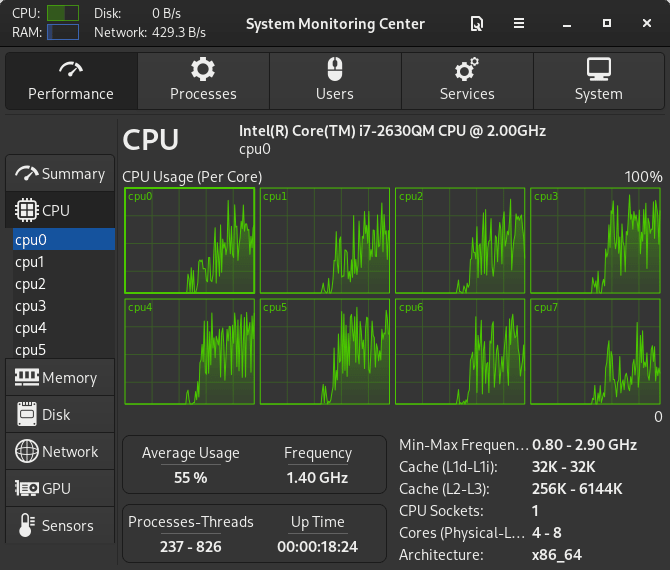 CPU: Disk: 0 B/s
RAM: Network: 429.3 B/s
System Monitoring Center
Performance Processes Users Services System
CPU
Intel(R) Core(TM) i7-2630QM CPU @ 2.00GHz
cpu0
Summary
CPU
cpu0
cpu1
cpu2
cpu3
cpu4
cpu5
Memory
Disk
Network
GPU
Sensors
CPU Usage (Per Core) 100%
cpu0 cpu1 cpu2 cpu3
cpu4 cpu5 cpu6 cpu7
0
Average Usage Frequency
55 % 1.40 GHz
Processes-Threads Up Time
237 - 826 00:00:18:24
Min-Max Frequen... 0.80 - 2.90 GHz
Cache (L1d-L1i): 32K - 32K
Cache (L2-L3): 256K - 6144K
CPU Sockets: 1
Cores (Physical-L... 4 - 8
Architecture: x86_64